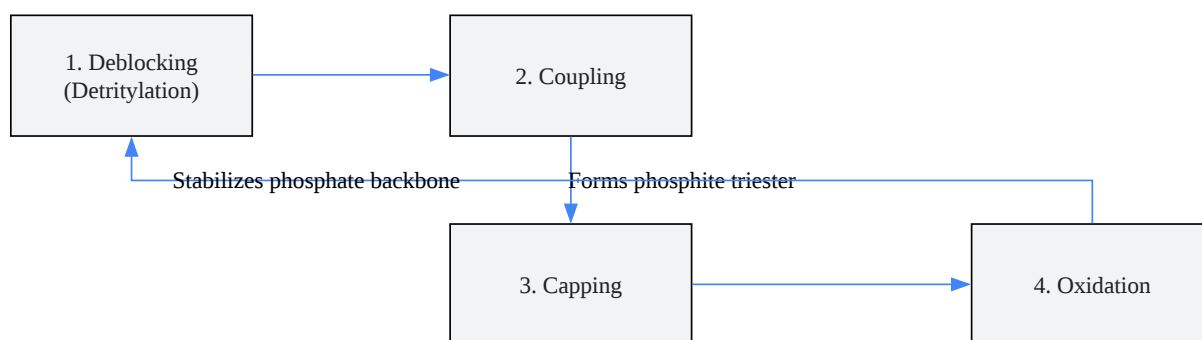 1. Deblocking
(Detritylation)
2. Coupling
Stabilizes phosphate backbone
Forms phosphite triester
3. Capping
4. Oxidation